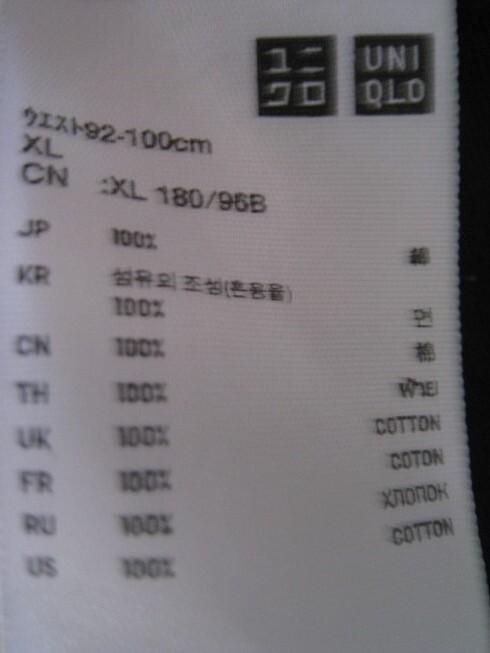 ユニ
クロ
UNI
QLO
ウエスト92-100cm
XL
CN :XL 180/96B
JP 100% 綿
KR 섬유의 조성(혼용율)
100% 면
CN 100% 棉
TH 100% ฝ้าย
UK 100% COTTON
FR 100% COTON
RU 100% ХЛОПОК
US 100% COTTON